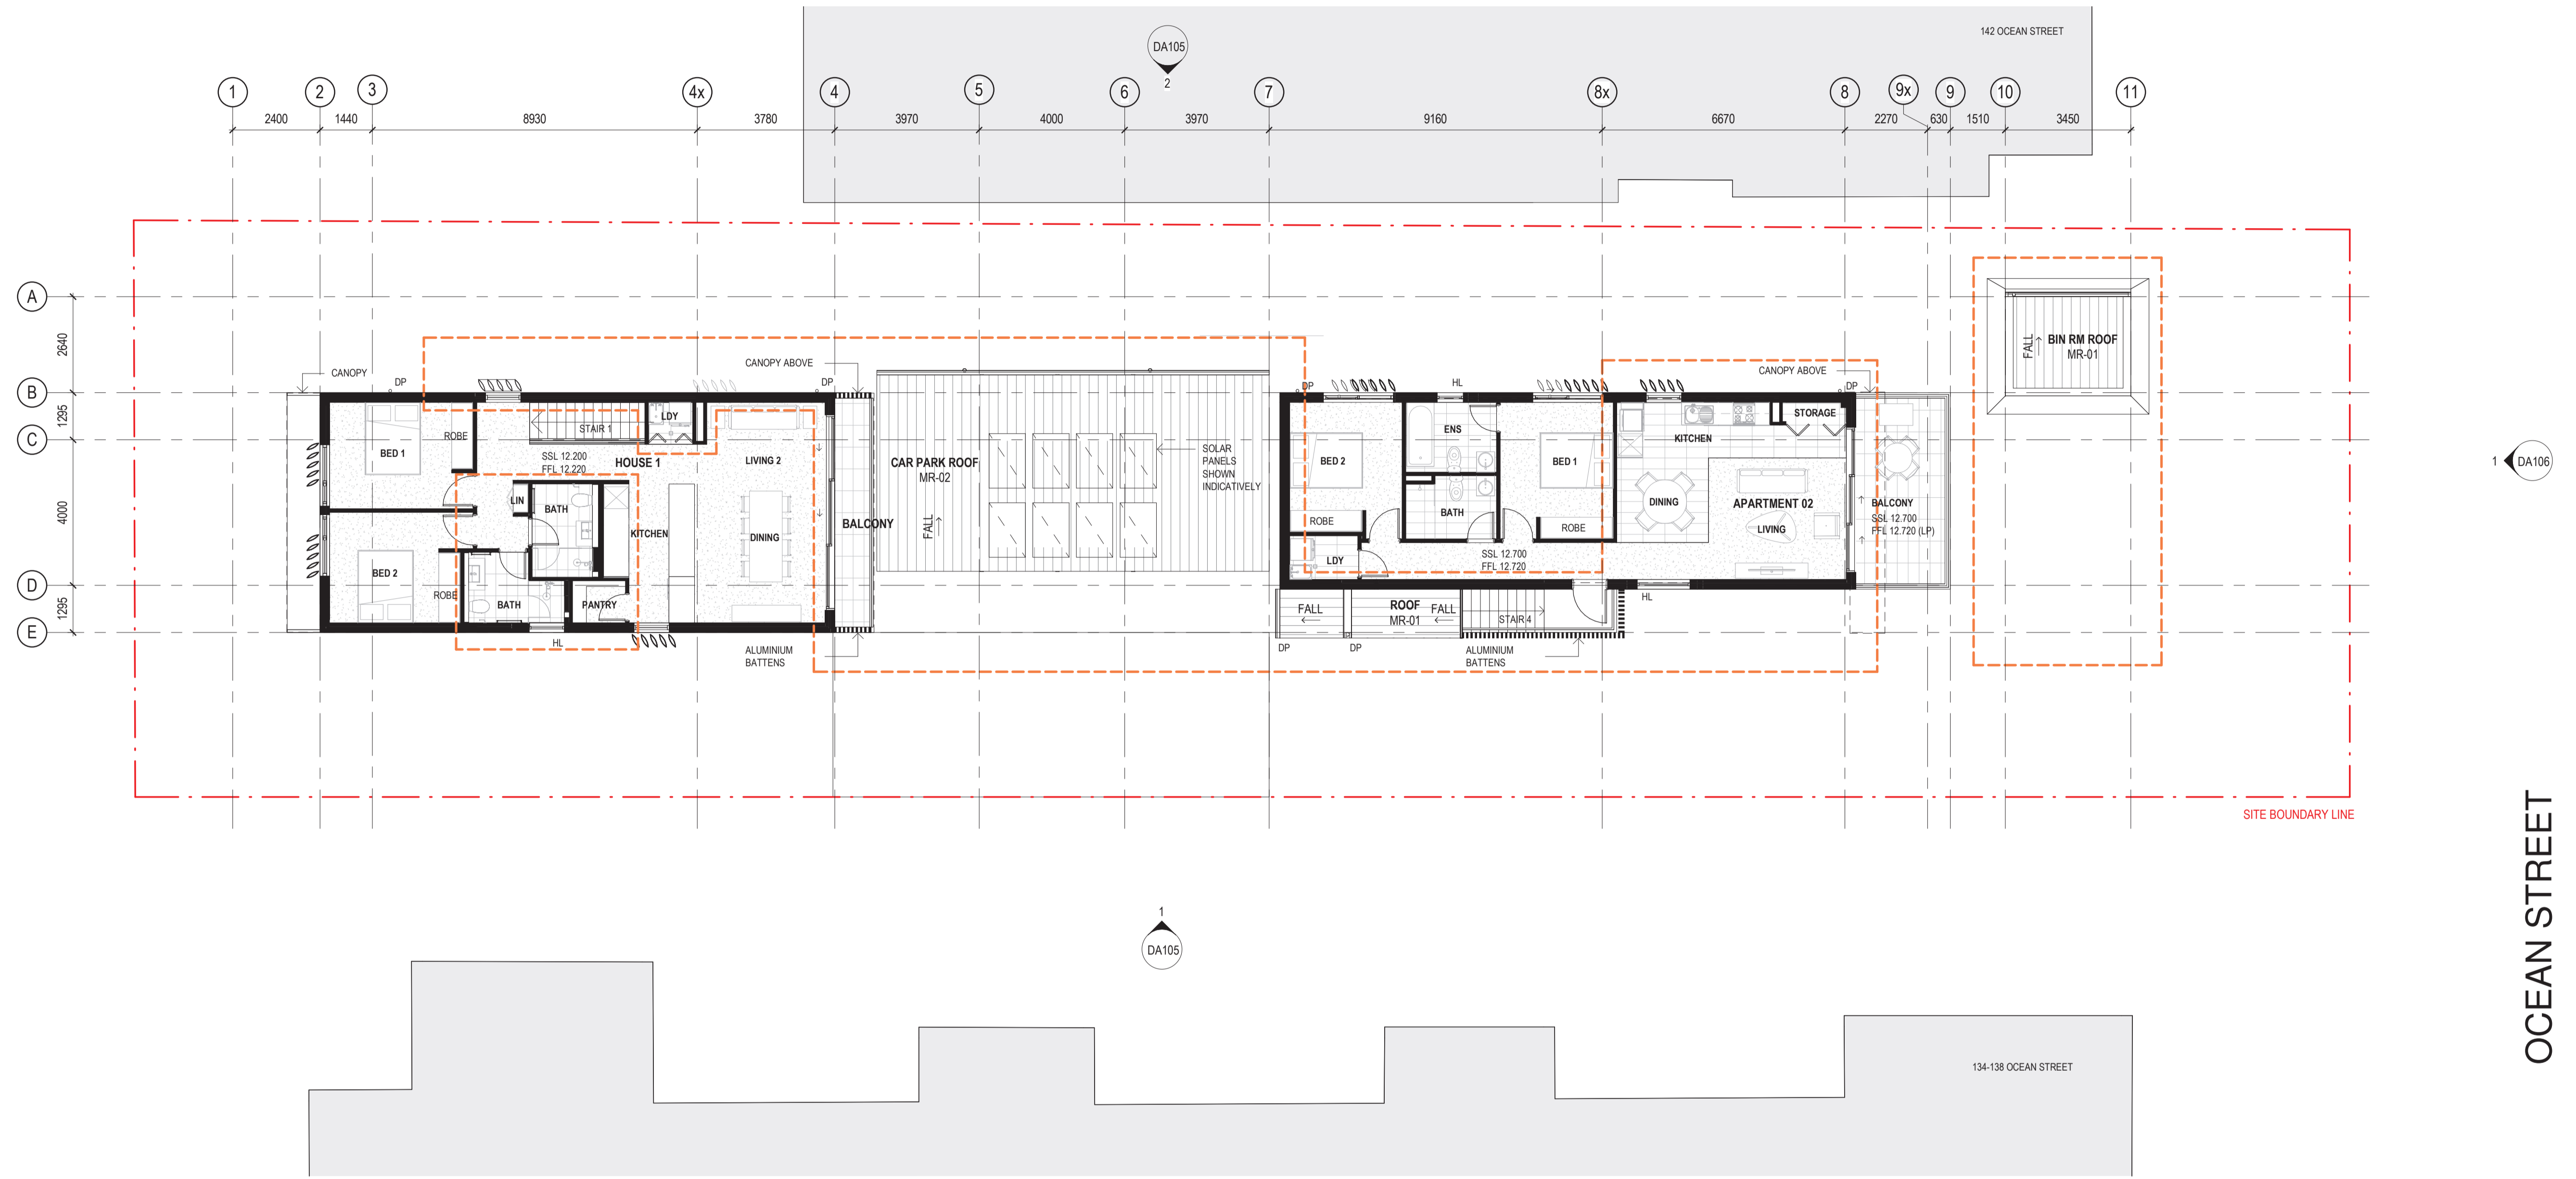 142 OCEAN STREET
DA105
2
1
2
3
4x
4
5
6
7
8x
8
9x
9
10
11
2400
1440
8930
3780
3970
4000
3970
9160
6670
2270
630
1510
3450
A
B
C
D
E
2640
1295
4000
1295
CANOPY
DP
CANOPY ABOVE
DP
BED 1
ROBE
STAIR 1
LDY
SSL 12.200
FFL 12.220
HOUSE 1
LIVING 2
LIN
BATH
KITCHEN
DINING
BED 2
ROBE
BATH
PANTRY
HL
BALCONY
ALUMINIUM
BATTENS
CAR PARK ROOF
MR-02
FALL
SOLAR
PANELS
SHOWN
INDICATIVELY
DP
HL
CANOPY ABOVE
DP
BED 2
ENS
BED 1
KITCHEN
STORAGE
ROBE
BATH
ROBE
DINING
APARTMENT 02
LIVING
LDY
SSL 12.700
FFL 12.720
BALCONY
SSL 12.700
FFL 12.720 (LP)
FALL
ROOF
MR-01
FALL
STAIR 4
HL
DP
DP
ALUMINIUM
BATTENS
FALL
BIN RM ROOF
MR-01
1
DA106
SITE BOUNDARY LINE
OCEAN STREET
1
DA105
134-138 OCEAN STREET